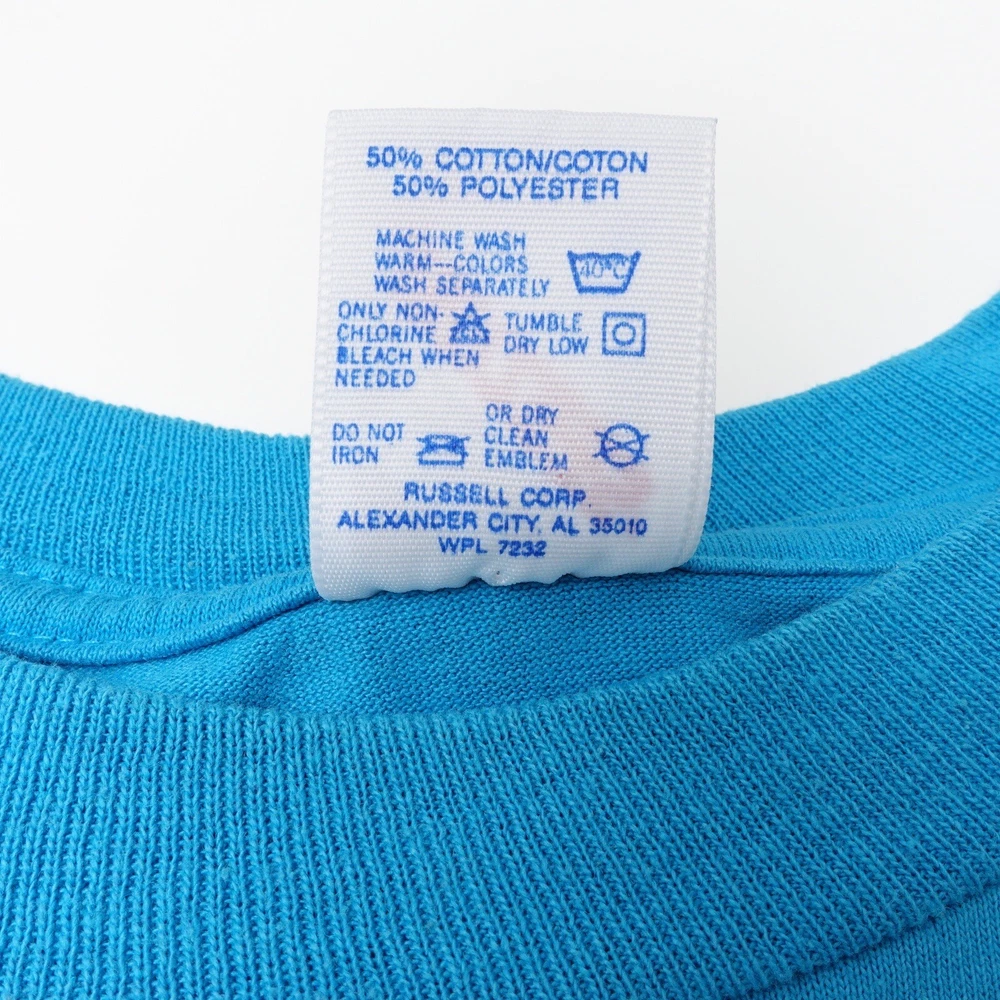 50% COTTON/COTON
50% POLYESTER
MACHINE WASH
WARM---COLORS
WASH SEPARATELY
40°C
ONLY NON-
CHLORINE
BLEACH WHEN
NEEDED
TUMBLE
DRY LOW
DO NOT
IRON
OR DRY
CLEAN
EMBLEM
RUSSELL CORP.
ALEXANDER CITY, AL 35010
WPL 7232